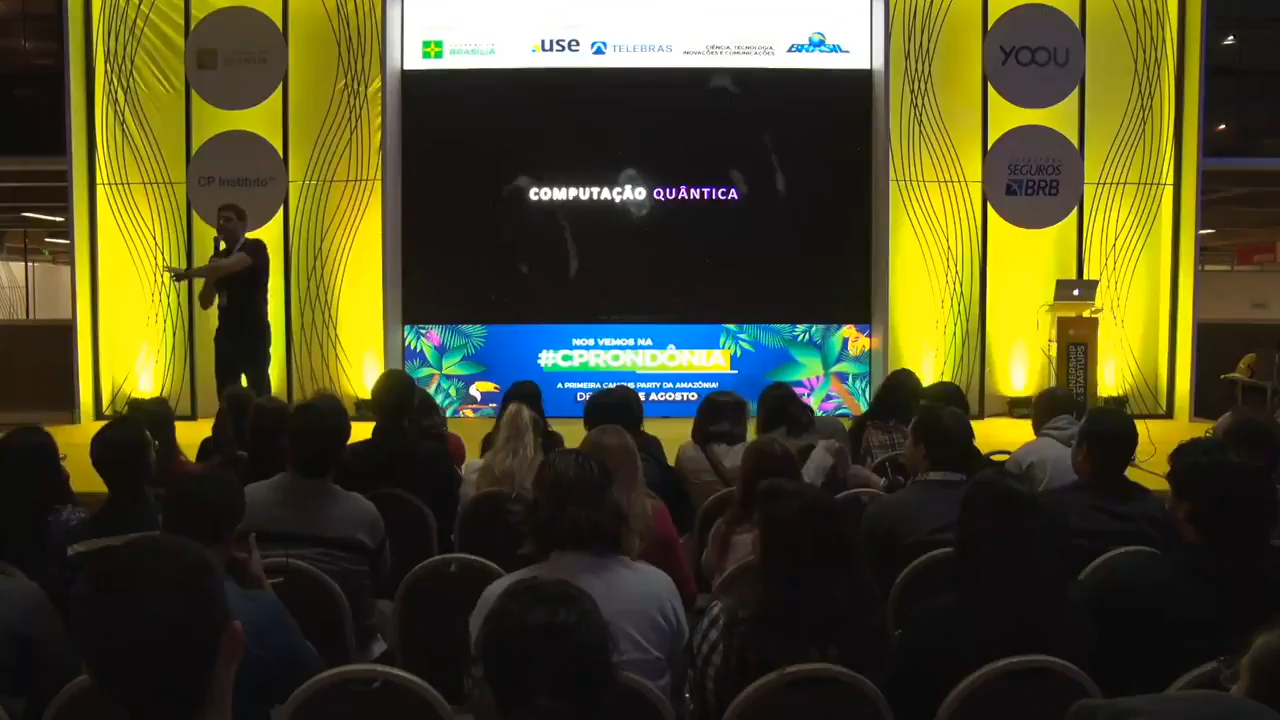 BRASÍLIA
use
TELEBRAS
CIÊNCIA, TECNOLOGIA,
INOVAÇÕES E COMUNICAÇÕES
BRASIL
YOOU
CP Instituto
SEGUROS
BRB
COMPUTAÇÃO QUÂNTICA
NOS VEMOS NA
#CPRONDÔNIA
A PRIMEIRA CAMPUS PARTY DA AMAZÔNIA!
DE AGOSTO
& STARTUPS